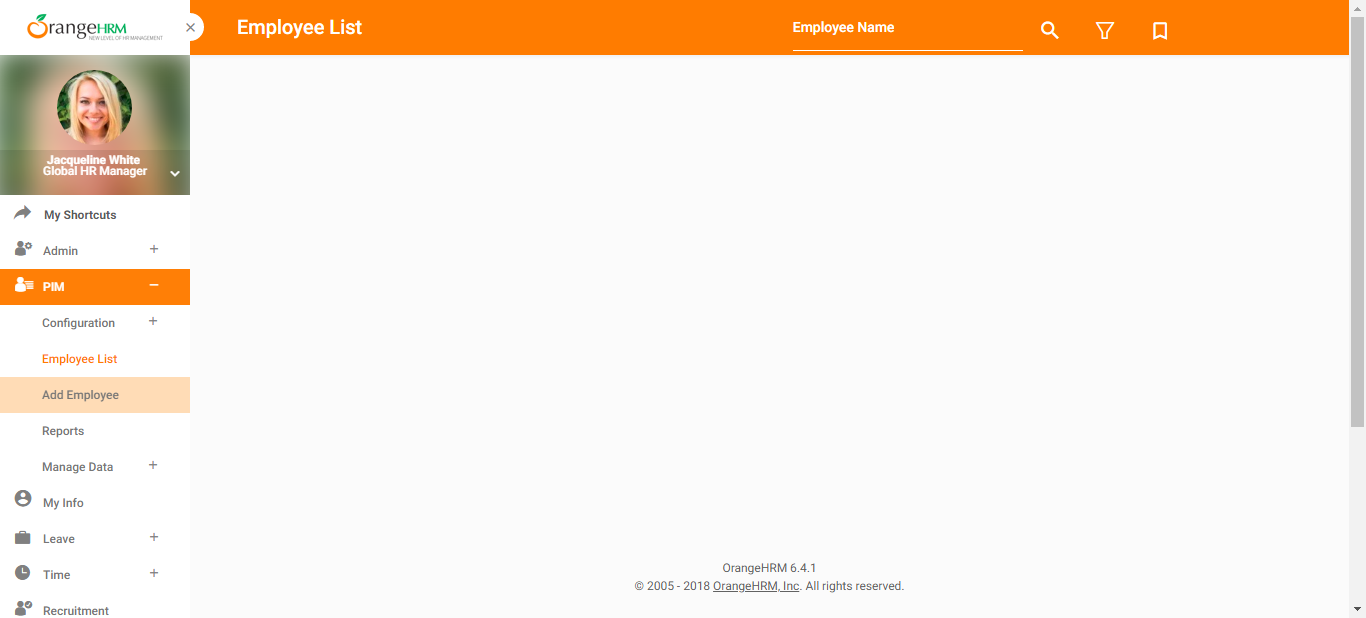 OrangeHRM
NEW LEVEL OF HR MANAGEMENT
Employee List
Employee Name
Jacqueline White
Global HR Manager
My Shortcuts
Admin
PIM
Configuration
Employee List
Add Employee
Reports
Manage Data
My Info
Leave
Time
Recruitment
OrangeHRM 6.4.1
© 2005 - 2018 OrangeHRM, Inc. All rights reserved.